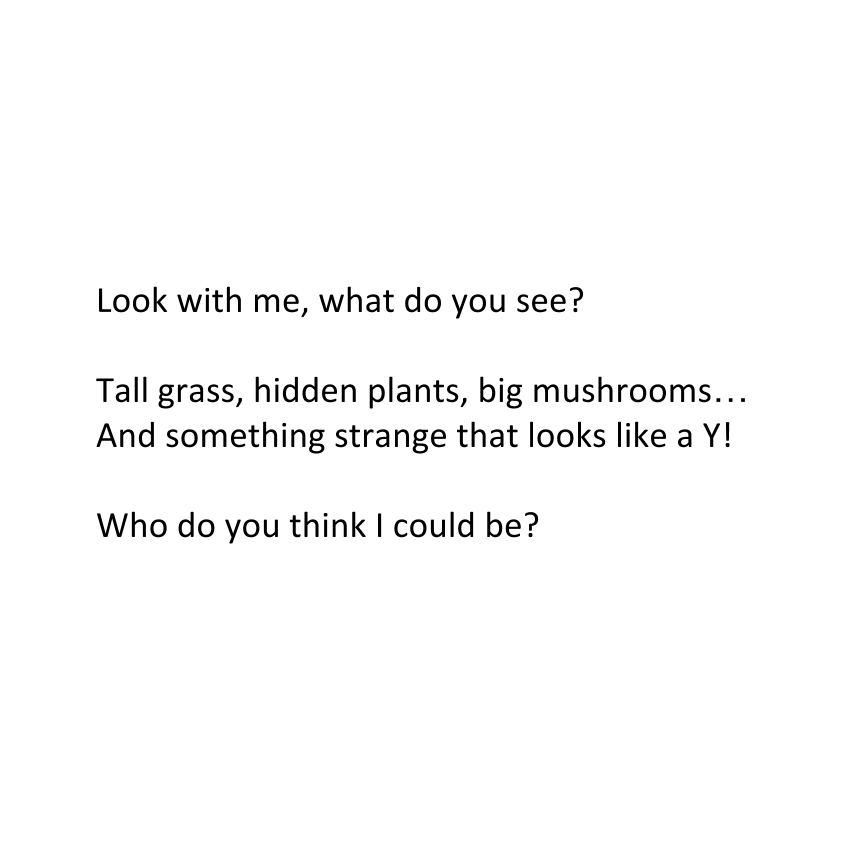 Look with me, what do you see?
Tall grass, hidden plants, big mushrooms…
And something strange that looks like a Y!
Who do you think I could be?